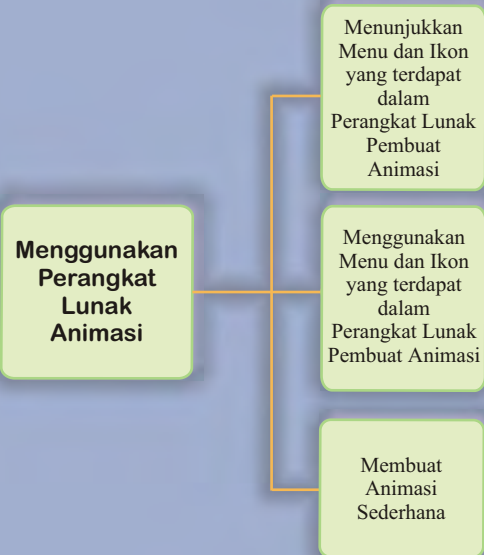 Menggunakan
Perangkat
Lunak
Animasi
Menunjukkan
Menu dan Ikon
yang terdapat
dalam
Perangkat Lunak
Pembuat
Animasi
Menggunakan
Menu dan Ikon
yang terdapat
dalam
Perangkat Lunak
Pembuat Animasi
Membuat
Animasi
Sederhana